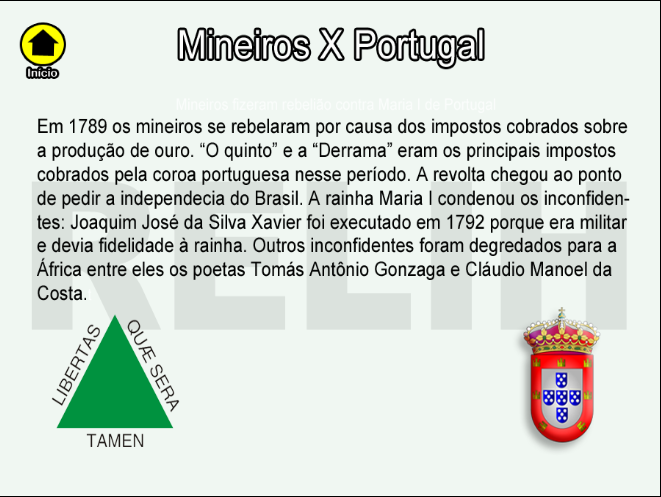 Mineiros X Portugal
Início
Mineiros fizeram rebelião contra Maria I de Portugal
Em 1789 os mineiros se rebelaram por causa dos impostos cobrados sobre
a produção de ouro. “O quinto” e a “Derrama” eram os principais impostos
cobrados pela coroa portuguesa nesse período. A revolta chegou ao ponto
de pedir a independecia do Brasil. A rainha Maria I condenou os inconfiden-
tes: Joaquim José da Silva Xavier foi executado em 1792 porque era militar
e devia fidelidade à rainha. Outros inconfidentes foram degredados para a
África entre eles os poetas Tomás Antônio Gonzaga e Cláudio Manoel da
Costa.
RELIH
LIBERTAS
QUÆ SERA
TAMEN